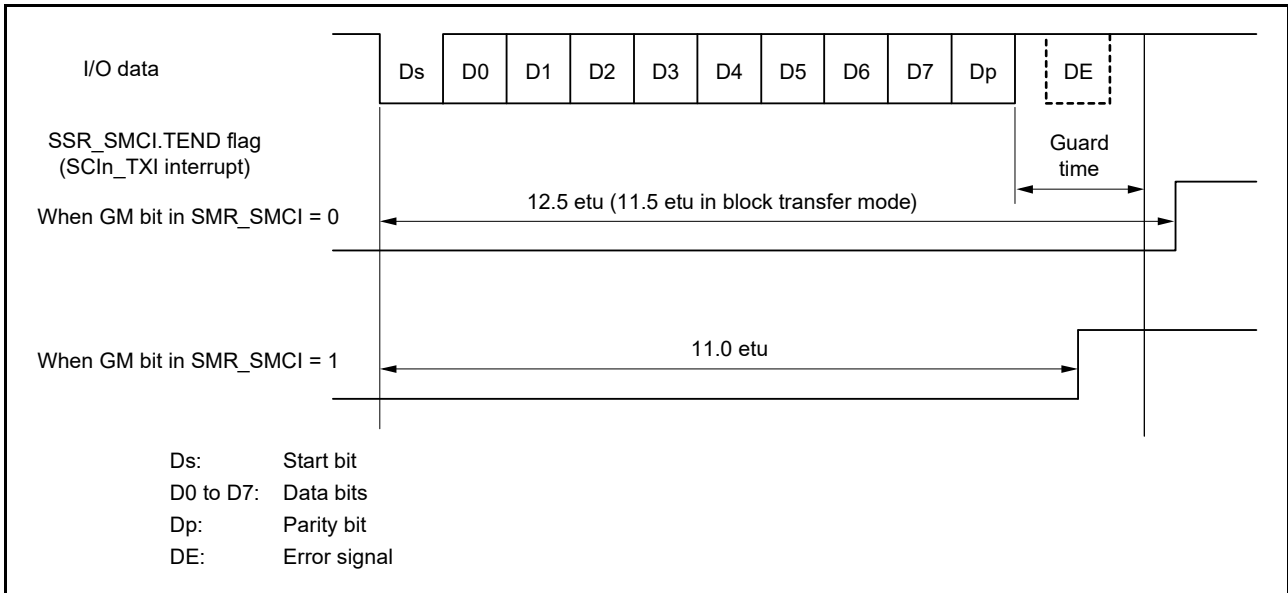 I/O data
Ds D0 D1 D2 D3 D4 D5 D6 D7 Dp DE
SSR_SMCI.TEND flag
(SCIn_TXI interrupt)
Guard
time
When GM bit in SMR_SMCI = 0
12.5 etu (11.5 etu in block transfer mode)
When GM bit in SMR_SMCI = 1
11.0 etu
Ds: Start bit
D0 to D7: Data bits
Dp: Parity bit
DE: Error signal